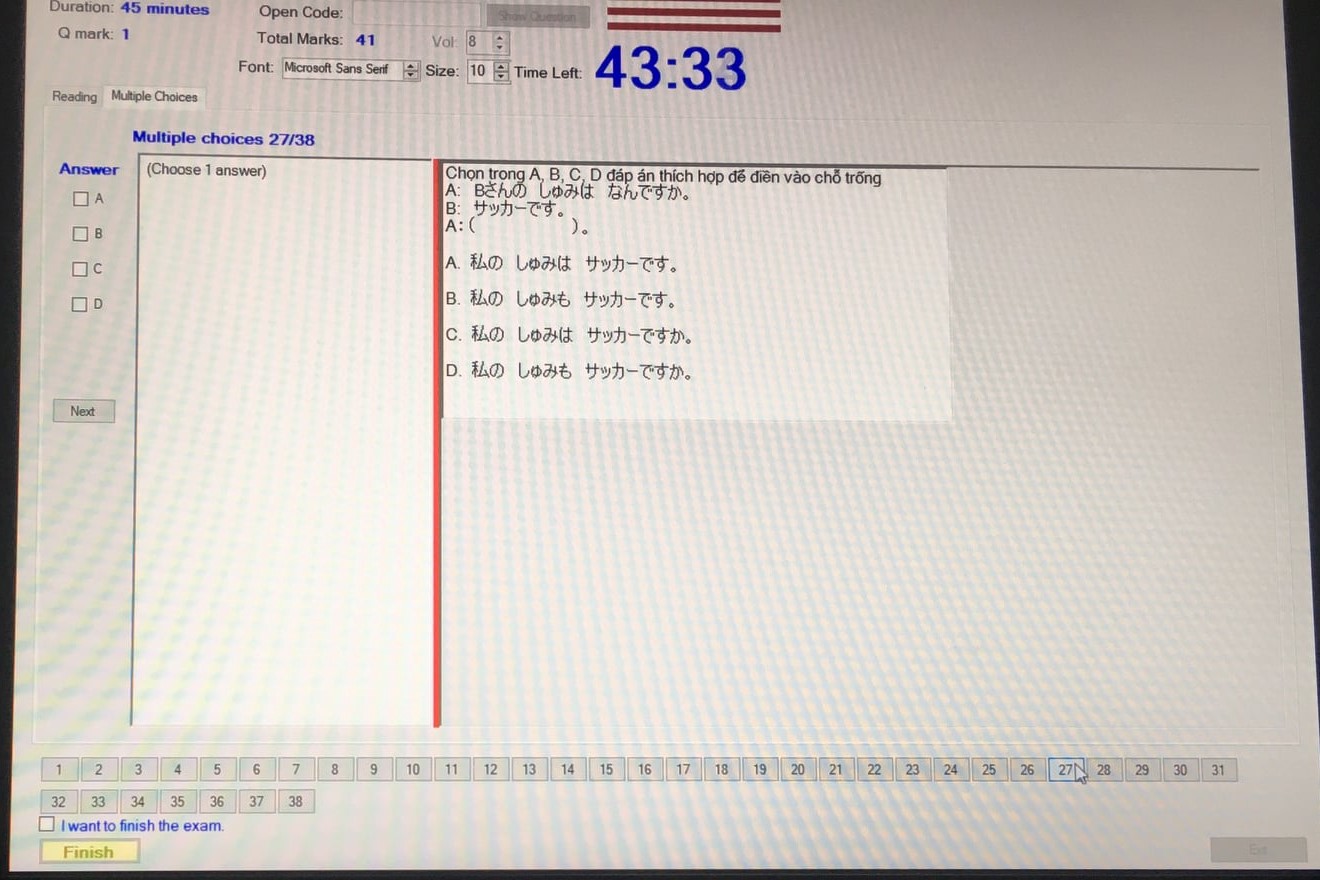 Duration: 45 minutes
Open Code:
Show Question
Q mark: 1
Total Marks: 41
Vol: 8
Font: Microsoft Sans Serif
Size: 10
Time Left: 43:33
Reading
Multiple Choices
Multiple choices 27/38
Answer
A
B
C
D
Next
(Choose 1 answer)
Chọn trong A, B, C, D đáp án thích hợp để điền vào chỗ trống
A: Bさんの しゅみは なんですか。
B: サッカーです。
A: ( )。
A. 私の しゅみは サッカーです。
B. 私の しゅみも サッカーです。
C. 私の しゅみは サッカーですか。
D. 私の しゅみも サッカーですか。
1 2 3 4 5 6 7 8 9 10 11 12 13 14 15 16 17 18 19 20 21 22 23 24 25 26 27 28 29 30 31
32 33 34 35 36 37 38
I want to finish the exam.
Finish
Exit